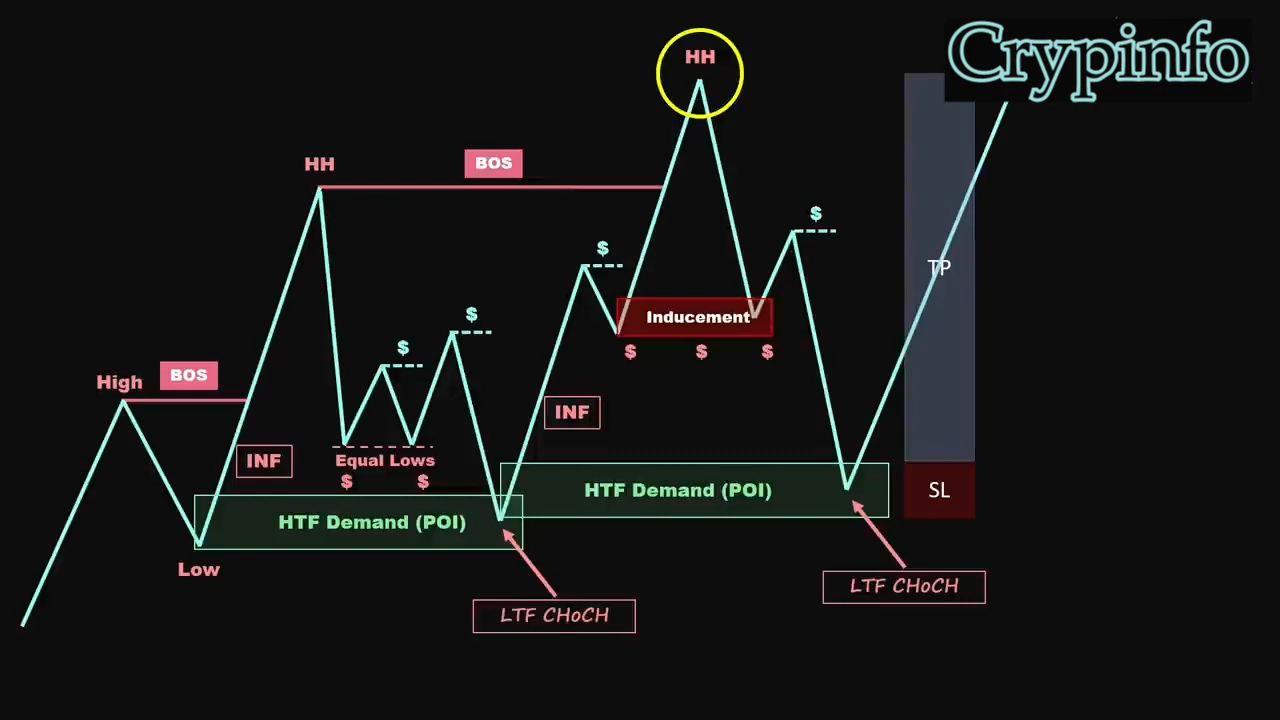 Crypinfo
HH
HH
BOS
$
$
TP
$
Inducement
$
$ $ $
High
BOS
INF
INF
Equal Lows
$ $
HTF Demand (POI)
SL
HTF Demand (POI)
Low
LTF CHoCH
LTF CHoCH